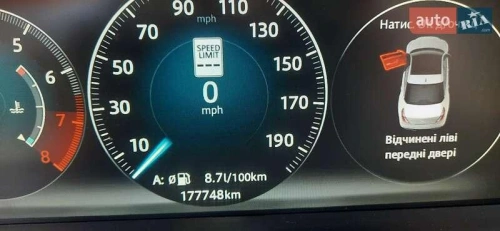 5
6
7
8
10
30
50
70
90
110
130
150
170
190
mph
SPEED
LIMIT
---
0
mph
A: ø 8.7l/100km
177748km
Натис
auto
RIA
.com
Відчинені ліві
передні двері